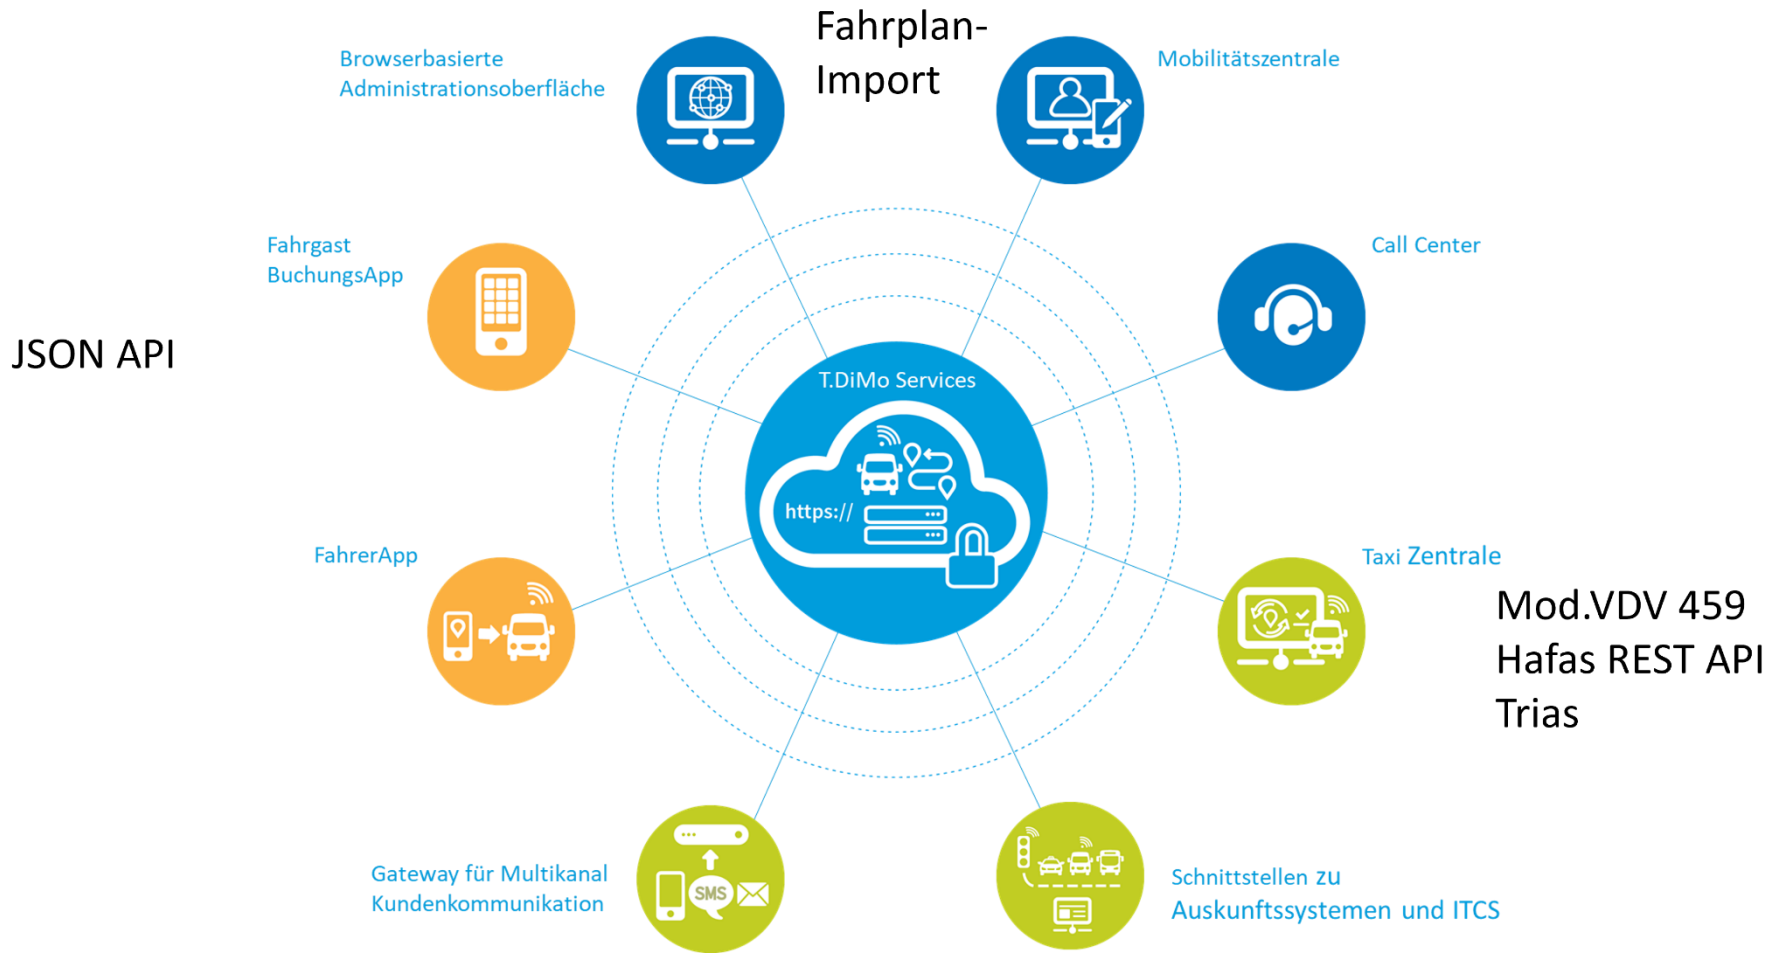 Fahrplan-
Import
Browserbasierte
Administrationsoberfläche
Mobilitätszentrale
Fahrgast
BuchungsApp
Call Center
JSON API
T.DiMo Services
https://
FahrerApp
Taxi Zentrale
Mod.VDV 459
Hafas REST API
Trias
Gateway für Multikanal
Kundenkommunikation
SMS
Schnittstellen zu
Auskunftssystemen und ITCS